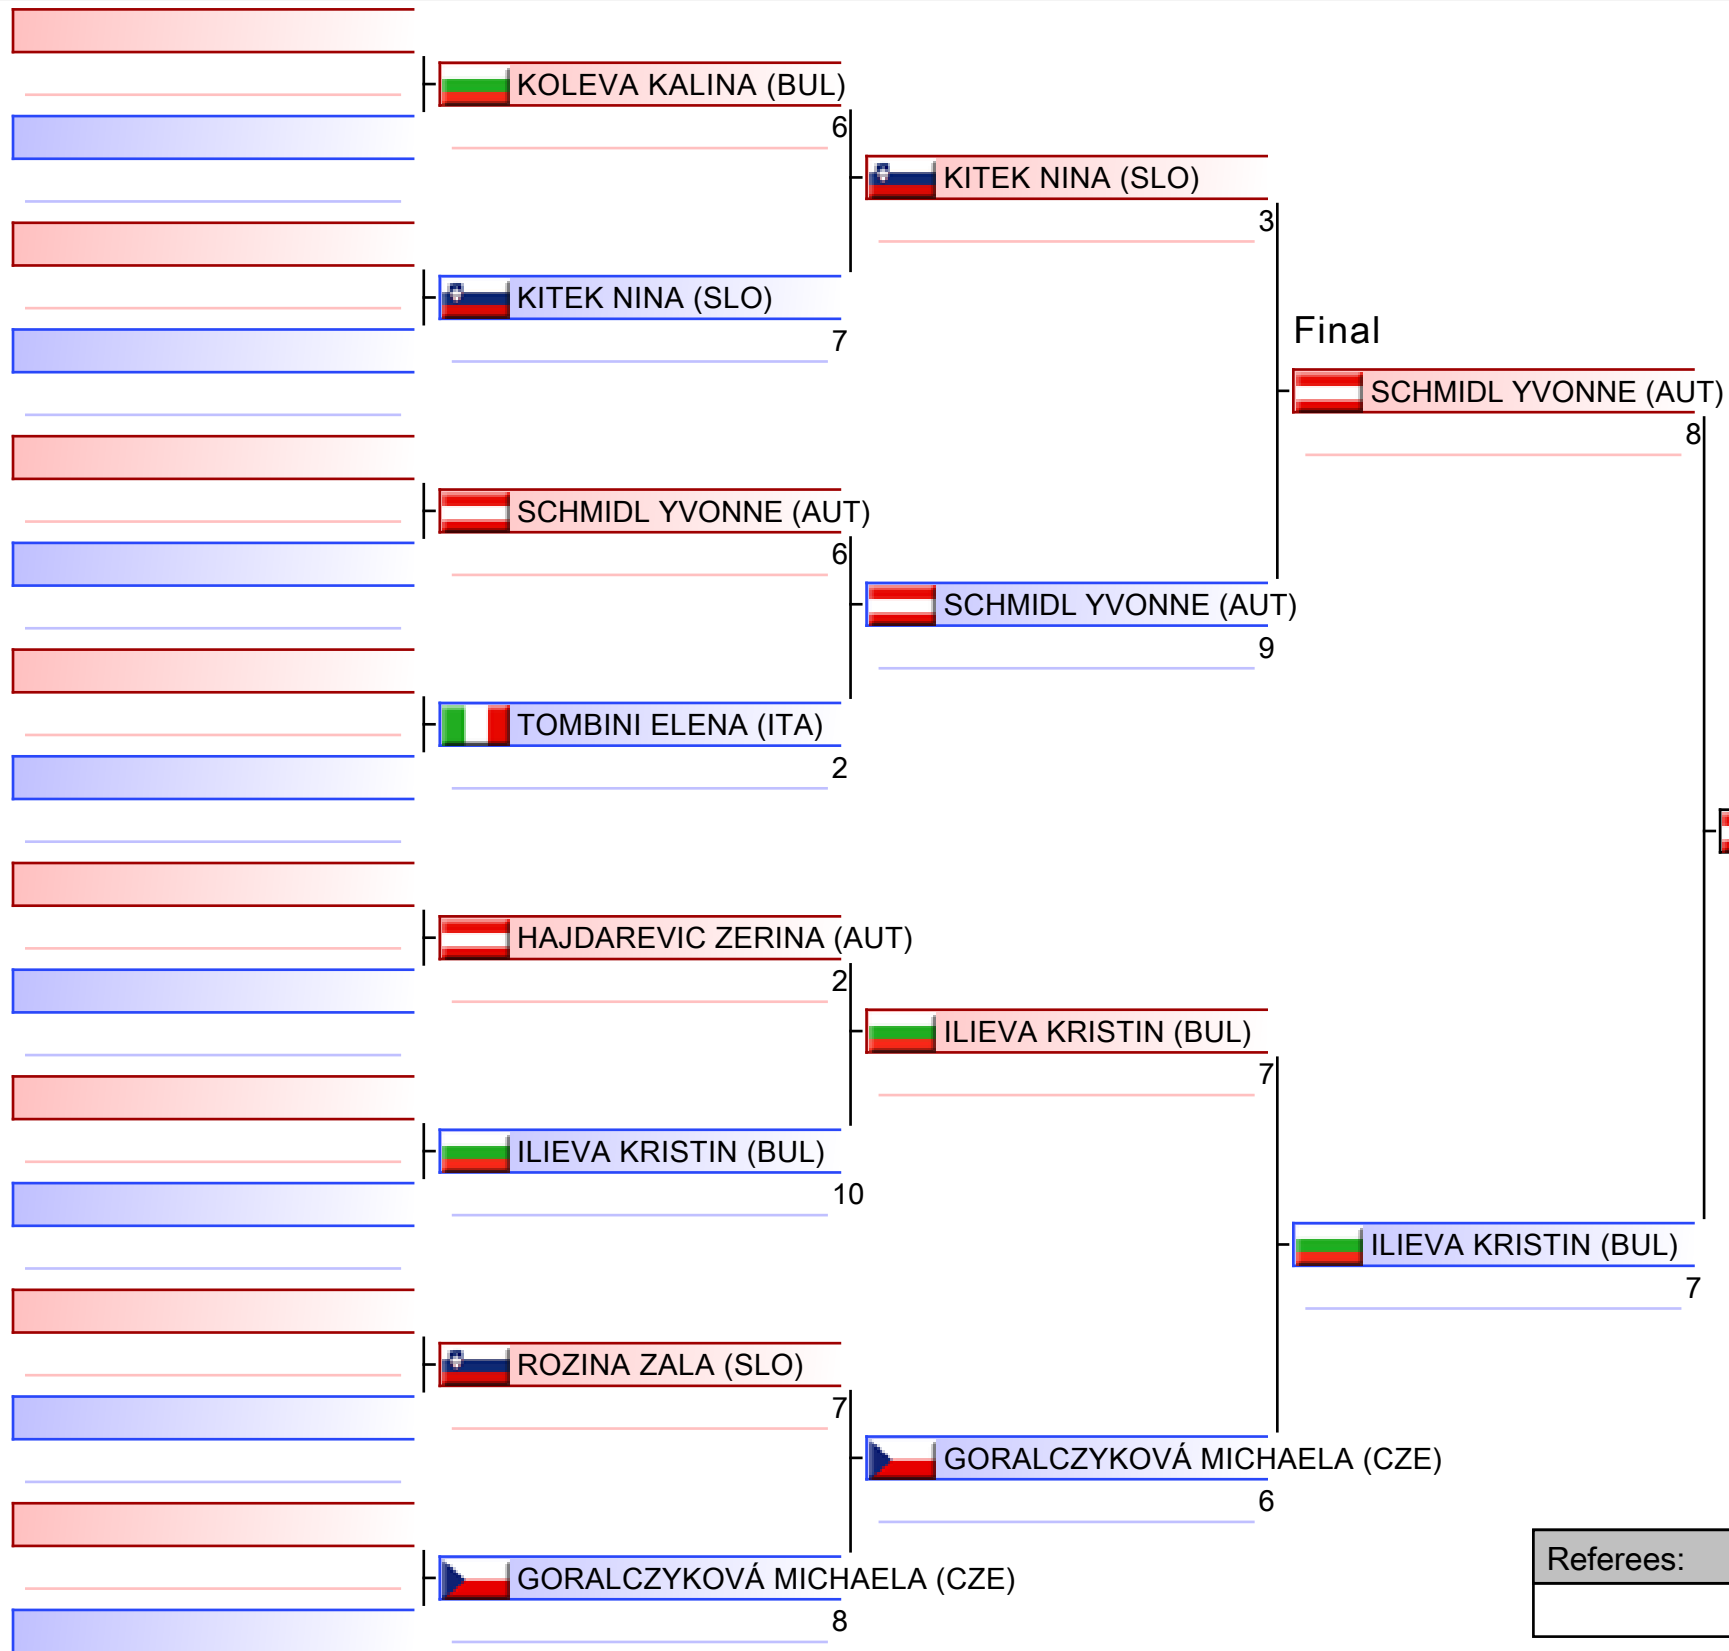 KOLEVA KALINA (BUL)
6
KITEK NINA (SLO)
7
SCHMIDL YVONNE (AUT)
6
TOMBINI ELENA (ITA)
2
HAJDAREVIC ZERINA (AUT)
2
ILIEVA KRISTIN (BUL)
10
ROZINA ZALA (SLO)
7
GORALCZYKOVÁ MICHAELA (CZE)
8
KITEK NINA (SLO)
3
SCHMIDL YVONNE (AUT)
9
ILIEVA KRISTIN (BUL)
7
GORALCZYKOVÁ MICHAELA (CZE)
6
Final
SCHMIDL YVONNE (AUT)
8
ILIEVA KRISTIN (BUL)
7
Referees: